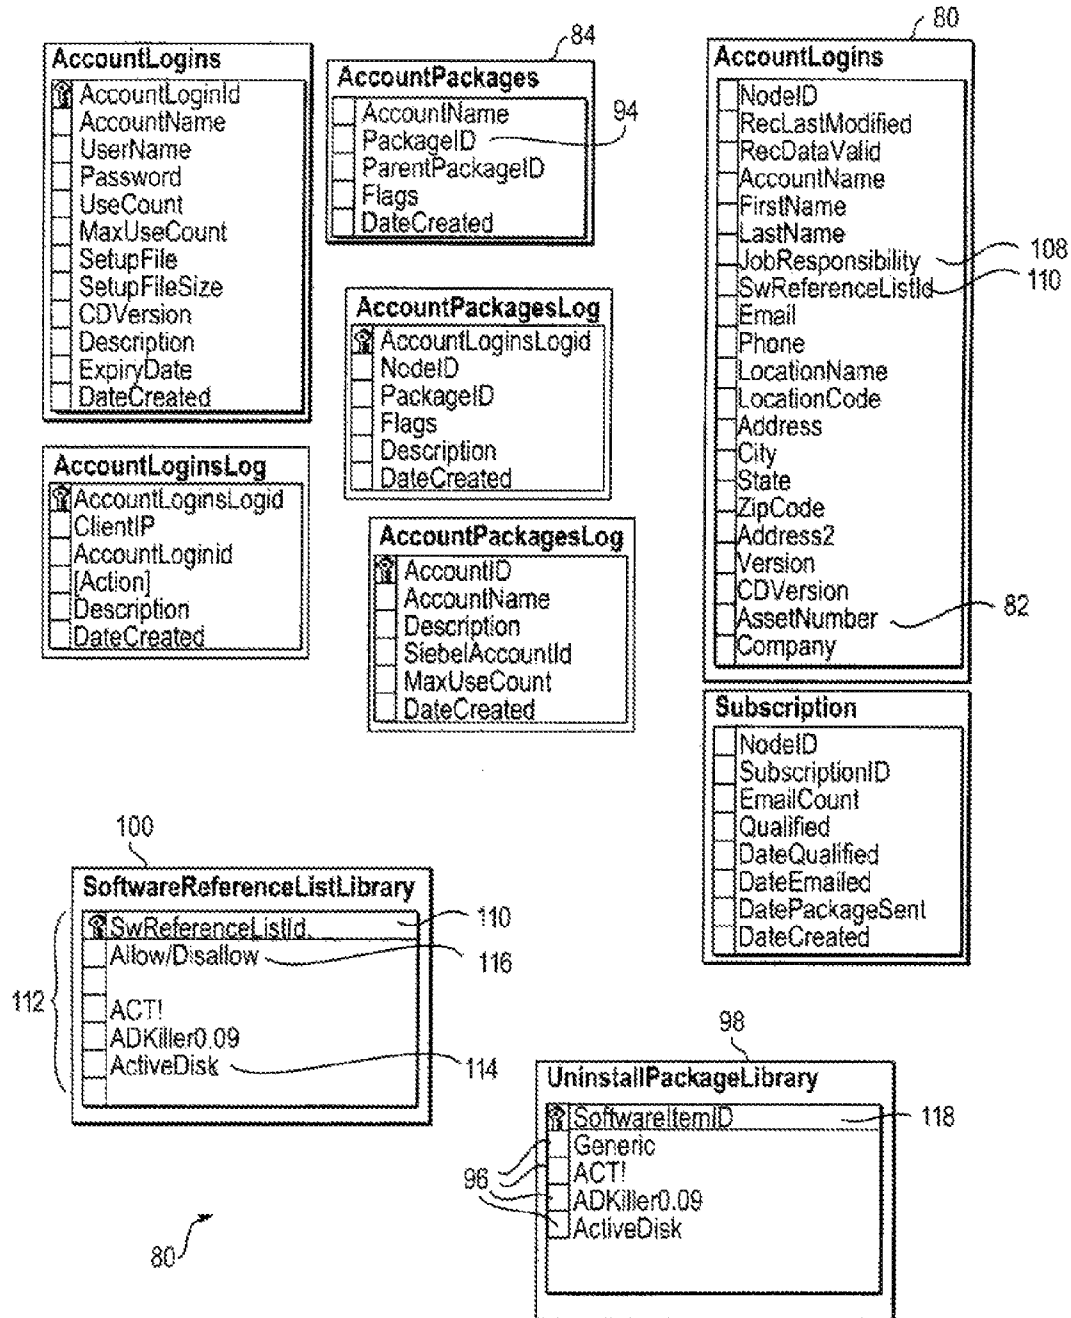 AccountLogins
AccountLoginId
AccountName
UserName
Password
UseCount
MaxUseCount
SetupFile
SetupFileSize
CDVersion
Description
ExpiryDate
DateCreated
84
AccountPackages
AccountName
PackageID
94
ParentPackageID
Flags
DateCreated
80
AccountLogins
NodeID
RecLastModified
RecDataValid
AccountName
FirstName
LastName
JobResponsibility
108
SwReferenceListId
110
Email
Phone
LocationName
LocationCode
Address
City
State
ZipCode
Address2
Version
CDVersion
AssetNumber
82
Company
AccountPackagesLog
AccountLoginsLogid
NodeID
PackageID
Flags
Description
DateCreated
AccountLoginsLog
AccountLoginsLogid
ClientIP
AccountLoginid
[Action]
Description
DateCreated
AccountPackagesLog
AccountID
AccountName
Description
SiebelAccountId
MaxUseCount
DateCreated
Subscription
NodeID
SubscriptionID
EmailCount
Qualified
DateQualified
DateEmailed
DatePackageSent
DateCreated
100
SoftwareReferenceListLibrary
SwReferenceListId.
110
Allow/Disallow
116
112
ACT!
ADKiller0.09
ActiveDisk
114
98
UninstallPackageLibrary
SoftwareItemID
118
Generic
96
ACT!
ADKiller0.09
ActiveDisk
80